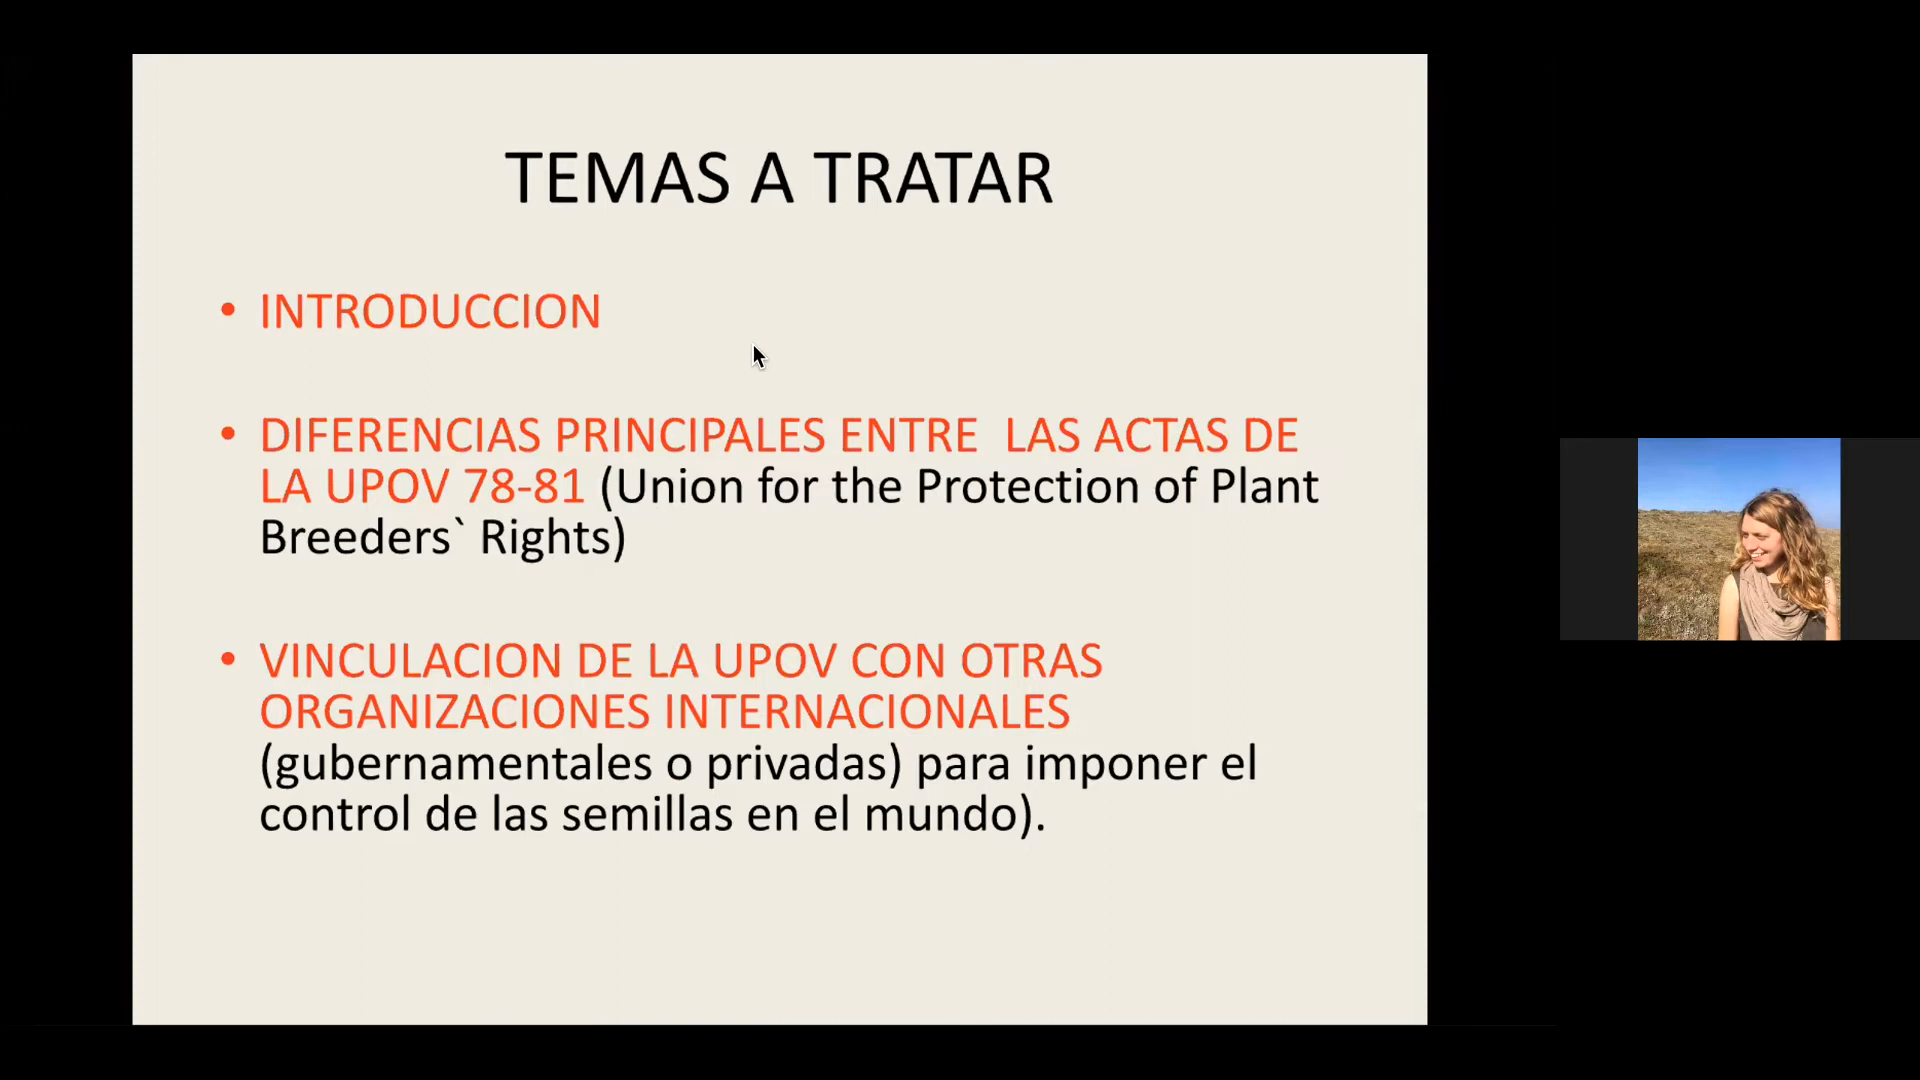 TEMAS A TRATAR
• INTRODUCCION
• DIFERENCIAS PRINCIPALES ENTRE  LAS ACTAS DE
LA UPOV 78-81 (Union for the Protection of Plant
Breeders` Rights)
• VINCULACION DE LA UPOV CON OTRAS
ORGANIZACIONES INTERNACIONALES
(gubernamentales o privadas) para imponer el
control de las semillas en el mundo).